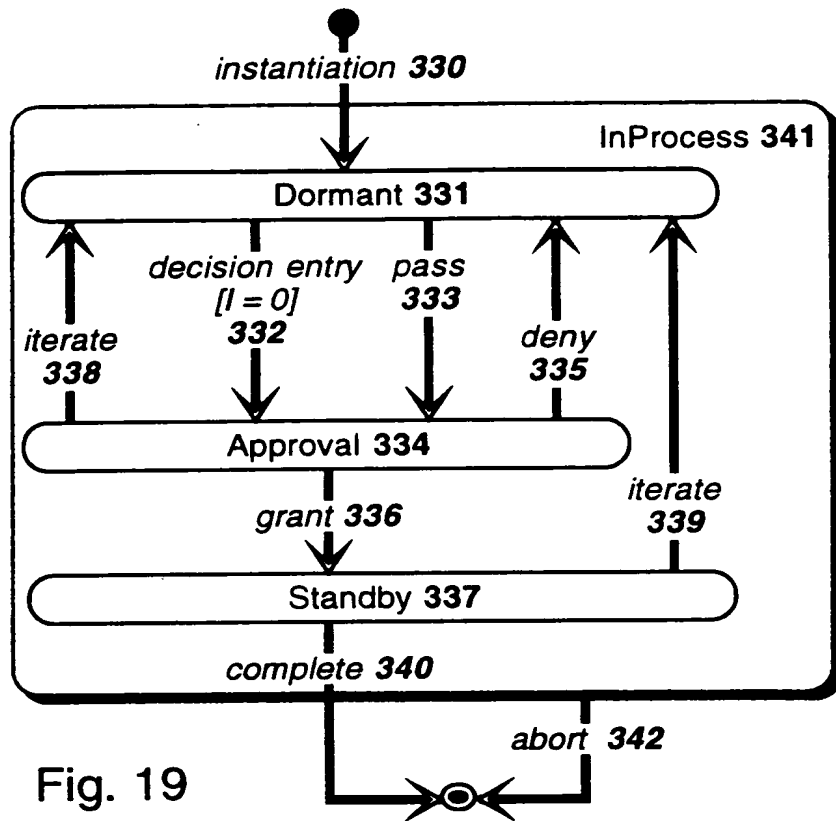 instantiation 330
InProcess 341
Dormant 331
decision entry
[I = 0]
332
pass
333
iterate
338
deny
335
Approval 334
grant 336
iterate
339
Standby 337
complete 340
abort 342
Fig. 19